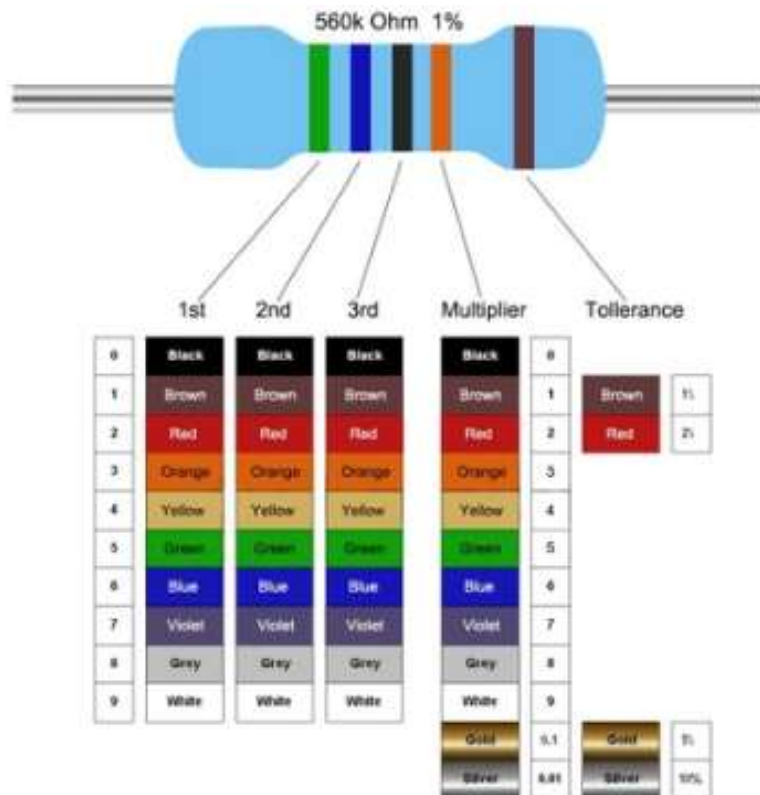 560k Ohm 1%
1st 2nd 3rd Multiplier Tollerance
0 Black Black Black Black 0
1 Brown Brown Brown Brown 1 Brown 1%
2 Red Red Red Red 2 Red 2%
3 Orange Orange Orange Orange 3
4 Yellow Yellow Yellow Yellow 4
5 Green Green Green Green 5
6 Blue Blue Blue Blue 6
7 Violet Violet Violet Violet 7
8 Grey Grey Grey Grey 8
9 White White White White 9
Gold 0.1 Gold 5%
Silver 0.01 Silver 10%